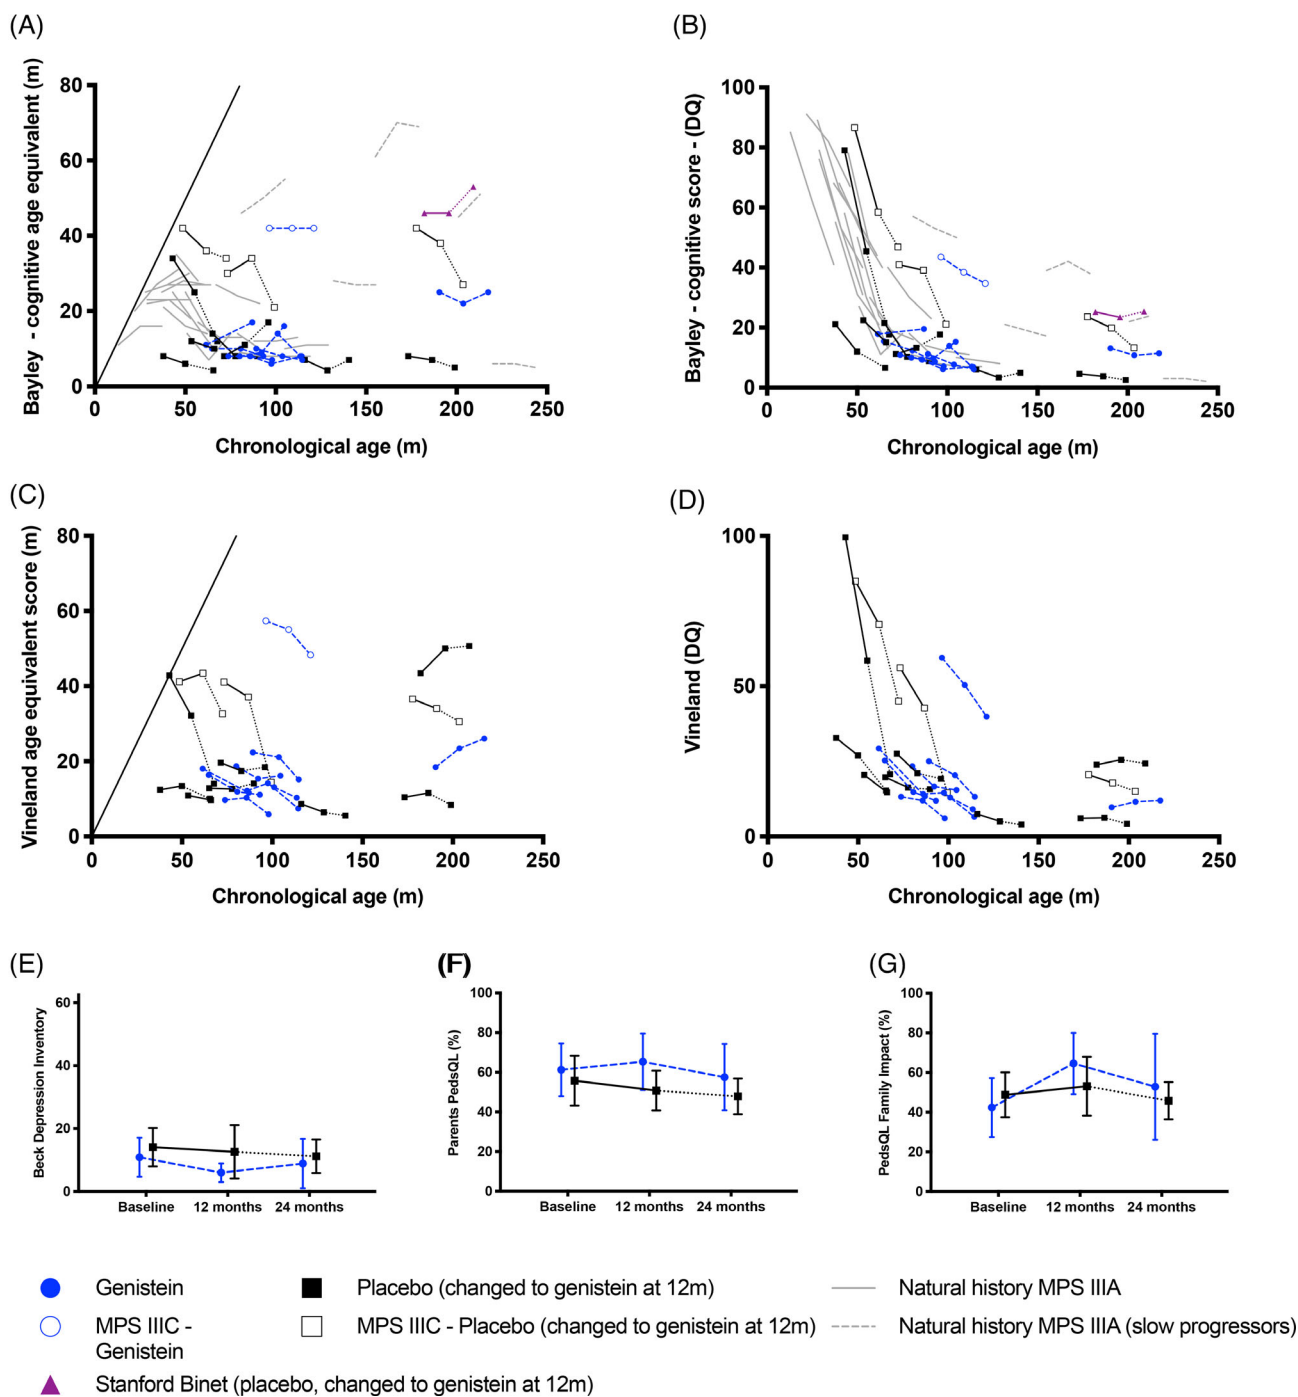 (A)
Bayley - cognitive age equivalent (m)
80
60
40
20
0
0 50 100 150 200 250
Chronological age (m)
(B)
Bayley - cognitive score - (DQ)
100
80
60
40
20
0
0 50 100 150 200 250
Chronological age (m)
(C)
Vineland age equivalent score (m)
80
60
40
20
0
0 50 100 150 200 250
Chronological age (m)
(D)
Vineland (DQ)
100
50
0
0 50 100 150 200 250
Chronological age (m)
(E)
Beck Depression Inventory
60
40
20
0
Baseline 12 months 24 months
(F)
Parents PedsQL (%)
100
80
60
40
20
0
Baseline 12 months 24 months
(G)
PedsQL Family Impact (%)
100
80
60
40
20
0
Baseline 12 months 24 months
Genistein
Placebo (changed to genistein at 12m)
Natural history MPS IIIA
MPS IIIC -
Genistein
MPS IIIC - Placebo (changed to genistein at 12m)
Natural history MPS IIIA (slow progressors)
Stanford Binet (placebo, changed to genistein at 12m)